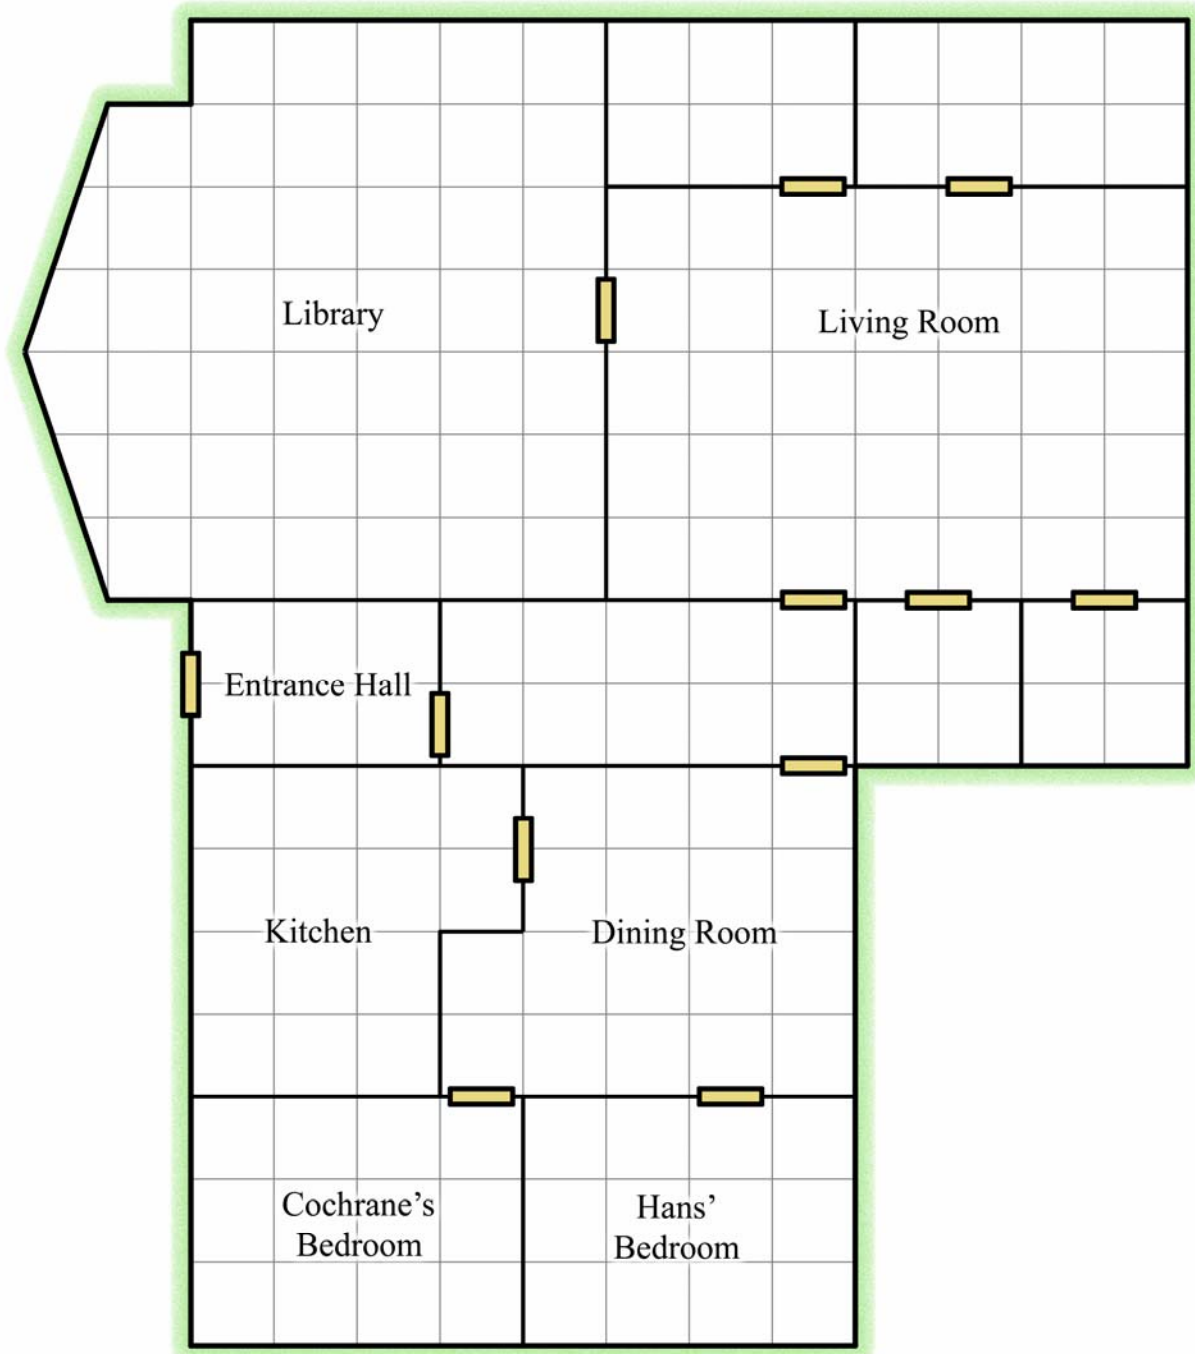 Library
Living Room
Entrance Hall
Kitchen
Dining Room
Cochrane's
Bedroom
Hans’
Bedroom